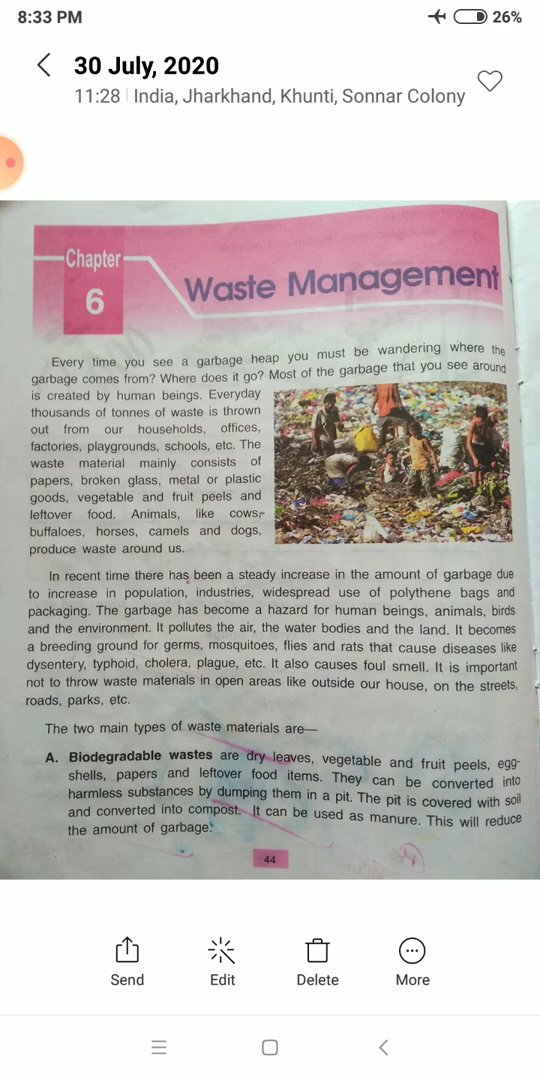 8:33 PM
26%
30 July, 2020
11:28 | India, Jharkhand, Khunti, Sonnar Colony
Chapter
6
Waste Management
Every time you see a garbage heap you must be wandering where the
garbage comes from? Where does it go? Most of the garbage that you see around
is created by human beings. Everyday
thousands of tonnes of waste is thrown
out from our households, offices,
factories, playgrounds, schools, etc. The
waste material mainly consists of
papers, broken glass, metal or plastic
goods, vegetable and fruit peels and
leftover food. Animals, like cows,
buffaloes, horses, camels and dogs,
produce waste around us.
In recent time there has been a steady increase in the amount of garbage due
to increase in population, industries, widespread use of polythene bags and
packaging. The garbage has become a hazard for human beings, animals, birds
and the environment. It pollutes the air, the water bodies and the land. It becomes
a breeding ground for germs, mosquitoes, flies and rats that cause diseases like
dysentery, typhoid, cholera, plague, etc. It also causes foul smell. It is important
not to throw waste materials in open areas like outside our house, on the streets,
roads, parks, etc.
The two main types of waste materials are—
A. Biodegradable wastes are dry leaves, vegetable and fruit peels, egg-
shells, papers and leftover food items. They can be converted into
harmless substances by dumping them in a pit. The pit is covered with soil
and converted into compost. It can be used as manure. This will reduce
the amount of garbage.
44
Send
Edit
Delete
More